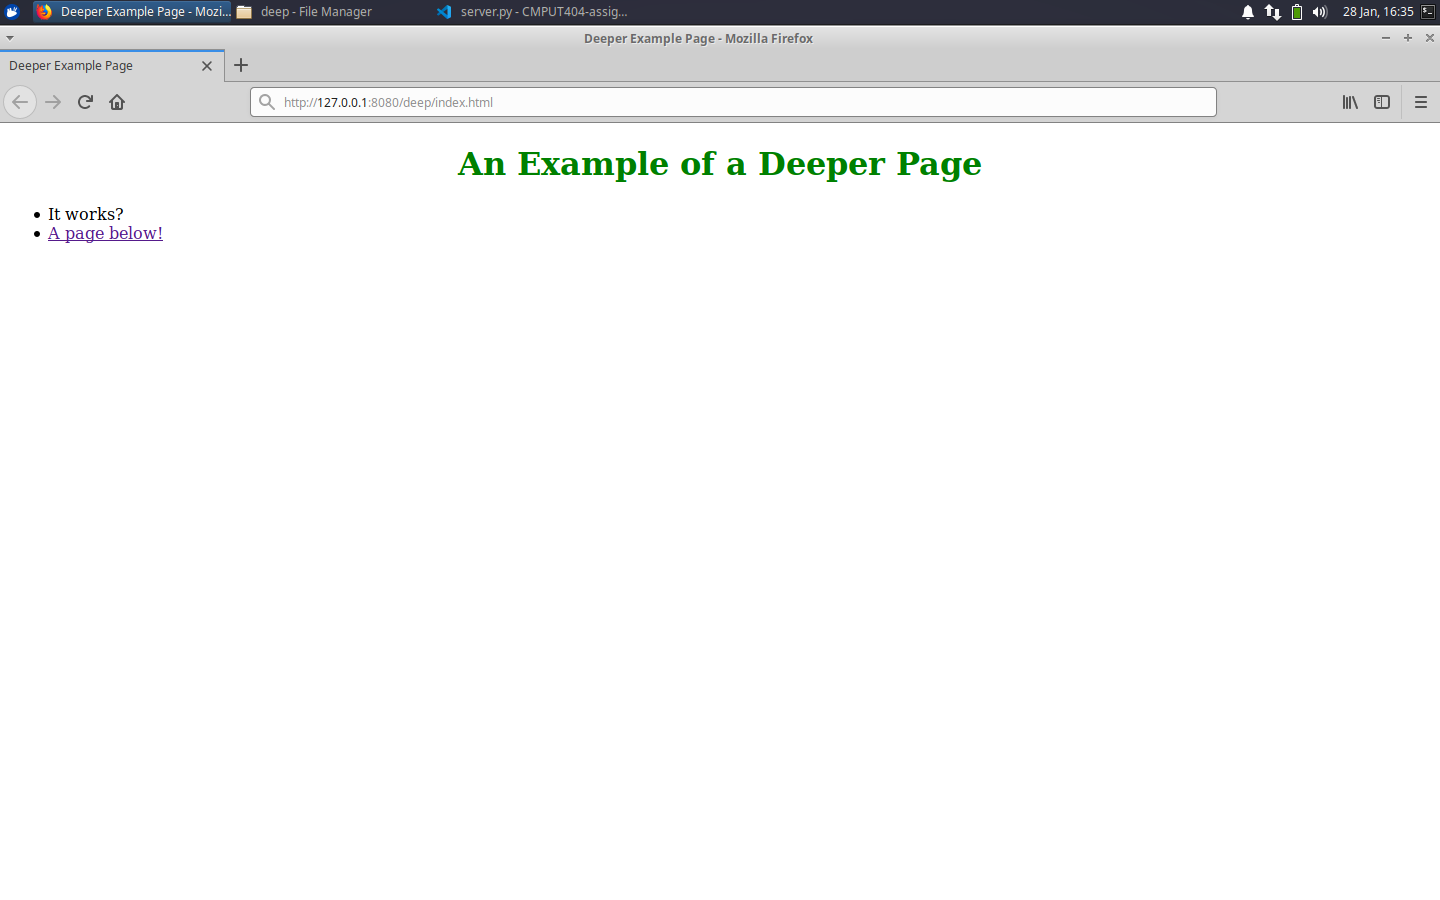 Deeper Example Page - Mozi... deep - File Manager server.py - CMPUT404-assig... 28 Jan, 16:35
Deeper Example Page - Mozilla Firefox
Deeper Example Page
http://127.0.0.1:8080/deep/index.html
An Example of a Deeper Page
It works?
A page below!